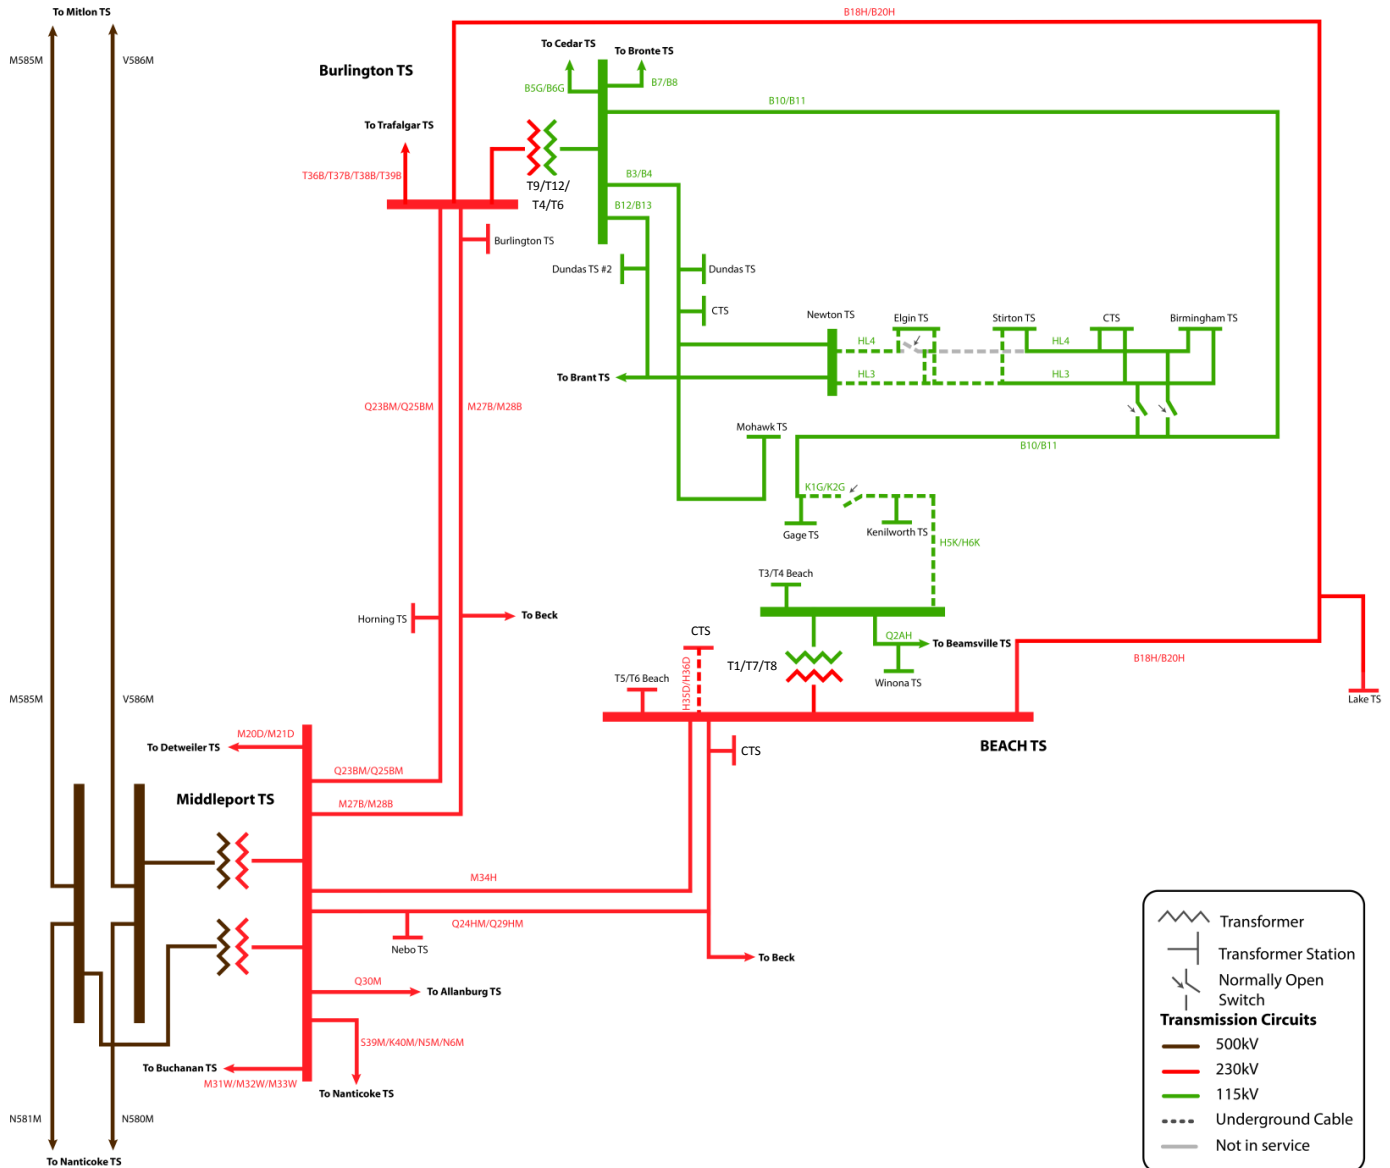 To Mitlon TS
B18H/B20H
M585M
V586M
To Cedar TS
To Bronte TS
Burlington TS
B5G/B6G
B7/B8
B10/B11
To Trafalgar TS
T36B/T37B/T38B/T39B
T9/T12/
T4/T6
B3/B4
B12/B13
Burlington TS
Dundas TS #2
Dundas TS
CTS
Newton TS
Elgin TS
Stirton TS
CTS
Birmingham TS
HL4
HL4
To Brant TS
HL3
HL3
Q23BM/Q25BM
M27B/M28B
Mohawk TS
B10/B11
K1G/K2G
Gage TS
Kenilworth TS
H5K/H6K
T3/T4 Beach
Horning TS
To Beck
CTS
Q2AH
To Beamsville TS
B18H/B20H
T1/T7/T8
H35D/H36D
T5/T6 Beach
Winona TS
Lake TS
M585M
V586M
M20D/M21D
To Detweiler TS
BEACH TS
CTS
Q23BM/Q25BM
Middleport TS
M27B/M28B
M34H
Q24HM/Q29HM
Nebo TS
To Beck
Q30M
To Allanburg TS
S39M/K40M/N5M/N6M
To Buchanan TS
M31W/M32W/M33W
To Nanticoke TS
N581M
N580M
To Nanticoke TS
Transformer
Transformer Station
Normally Open
Switch
Transmission Circuits
500kV
230kV
115kV
Underground Cable
Not in service